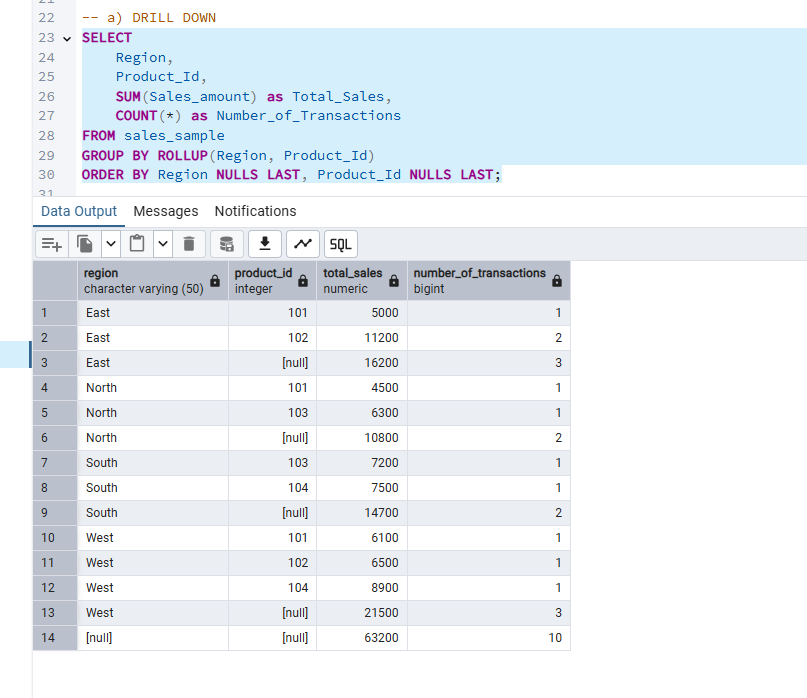 21
22 -- a) DRILL DOWN
23 SELECT
24 Region,
25 Product_Id,
26 SUM(Sales_amount) as Total_Sales,
27 COUNT(*) as Number_of_Transactions
28 FROM sales_sample
29 GROUP BY ROLLUP(Region, Product_Id)
30 ORDER BY Region NULLS LAST, Product_Id NULLS LAST;
31
Data Output Messages Notifications
SQL
region product_id total_sales number_of_transactions
character varying (50) integer numeric bigint
1 East 101 5000 1
2 East 102 11200 2
3 East [null] 16200 3
4 North 101 4500 1
5 North 103 6300 1
6 North [null] 10800 2
7 South 103 7200 1
8 South 104 7500 1
9 South [null] 14700 2
10 West 101 6100 1
11 West 102 6500 1
12 West 104 8900 1
13 West [null] 21500 3
14 [null] [null] 63200 10